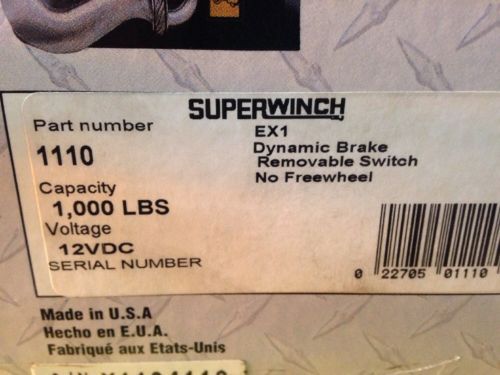 SUPERWINCH
Part number
1110
EX1
Dynamic Brake
Removable Switch
No Freewheel
Capacity
1,000 LBS
Voltage
12VDC
SERIAL NUMBER
0 22705 01110
Made in U.S.A
Hecho en E.U.A.
Fabriqué aux Etats-Unis